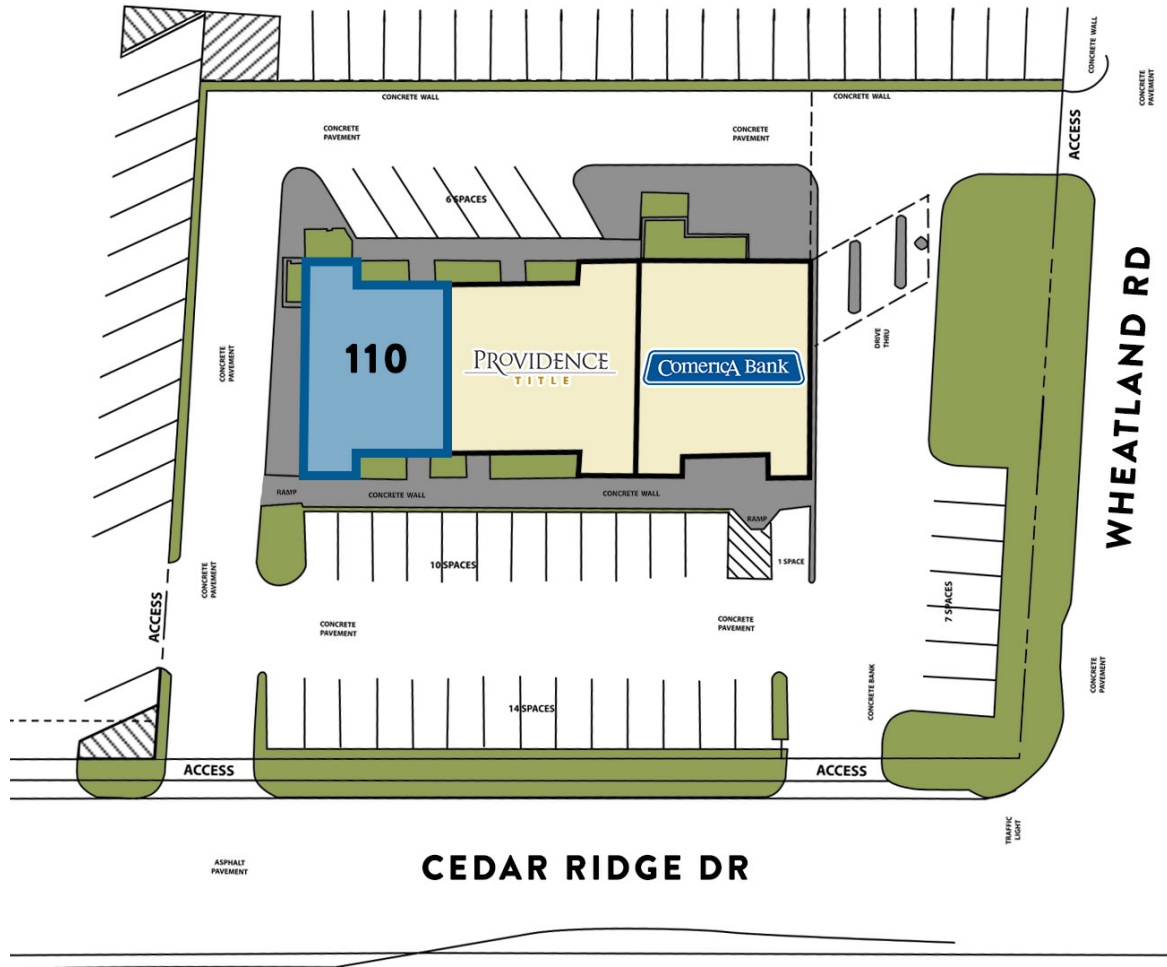 CONCRETE WALL
CONCRETE
PAVEMENT
CONCRETE WALL
CONCRETE WALL
ACCESS
CONCRETE
PAVEMENT
CONCRETE
PAVEMENT
6 SPACES
WHEATLAND RD
DRIVE
THRU
CONCRETE
PAVEMENT
110
PROVIDENCE
TITLE
COMERICA BANK
RAMP
CONCRETE WALL
CONCRETE WALL
RAMP
10 SPACES
1 SPACE
CONCRETE
PAVEMENT
7 SPACES
ACCESS
CONCRETE
PAVEMENT
CONCRETE
PAVEMENT
CONCRETE
PAVEMENT
CONCRETE BANK
14 SPACES
ACCESS
ACCESS
TRAFFIC
LIGHT
ASPHALT
PAVEMENT
CEDAR RIDGE DR